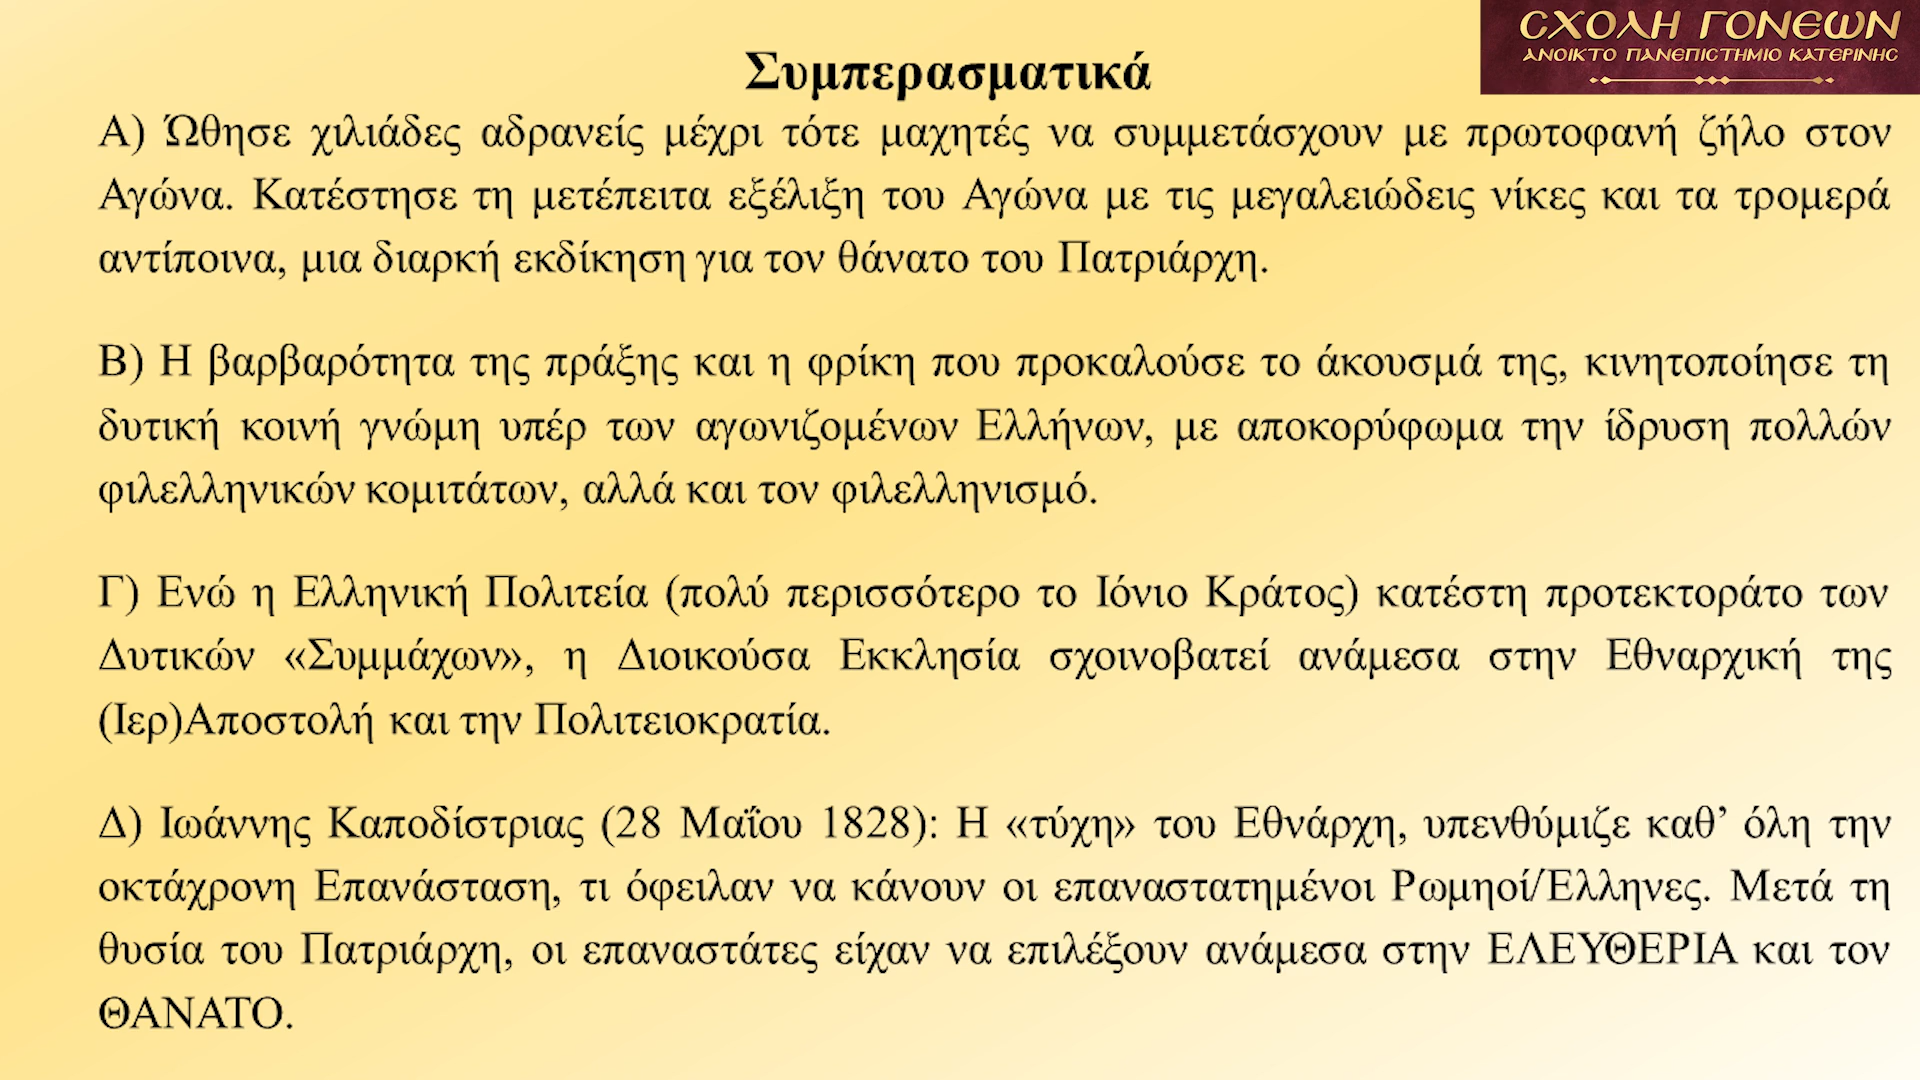 ΣΧΟΛΗ ΓΟΝΕΩΝ
ΑΝΟΙΚΤΟ ΠΑΝΕΠΙΣΤΗΜΙΟ ΚΑΤΕΡΙΝΗΣ
Συμπερασματικά
Α) Ώθησε χιλιάδες αδρανείς μέχρι τότε μαχητές να συμμετάσχουν με πρωτοφανή ζήλο στον
Αγώνα. Κατέστησε τη μετέπειτα εξέλιξη του Αγώνα με τις μεγαλειώδεις νίκες και τα τρομερά
αντίποινα, μια διαρκή εκδίκηση για τον θάνατο του Πατριάρχη.
Β) Η βαρβαρότητα της πράξης και η φρίκη που προκαλούσε το άκουσμά της, κινητοποίησε τη
δυτική κοινή γνώμη υπέρ των αγωνιζομένων Ελλήνων, με αποκορύφωμα την ίδρυση πολλών
φιλελληνικών κομιτάτων, αλλά και τον φιλελληνισμό.
Γ) Ενώ η Ελληνική Πολιτεία (πολύ περισσότερο το Ιόνιο Κράτος) κατέστη προτεκτοράτο των
Δυτικών «Συμμάχων», η Διοικούσα Εκκλησία σχοινοβατεί ανάμεσα στην Εθναρχική της
(Ιερ)Αποστολή και την Πολιτειοκρατία.
Δ) Ιωάννης Καποδίστριας (28 Μαΐου 1828): Η «τύχη» του Εθνάρχη, υπενθύμιζε καθ’ όλη την
οκτάχρονη Επανάσταση, τι όφειλαν να κάνουν οι επαναστατημένοι Ρωμηοί/Έλληνες. Μετά τη
θυσία του Πατριάρχη, οι επαναστάτες είχαν να επιλέξουν ανάμεσα στην ΕΛΕΥΘΕΡΙΑ και τον
ΘΑΝΑΤΟ.